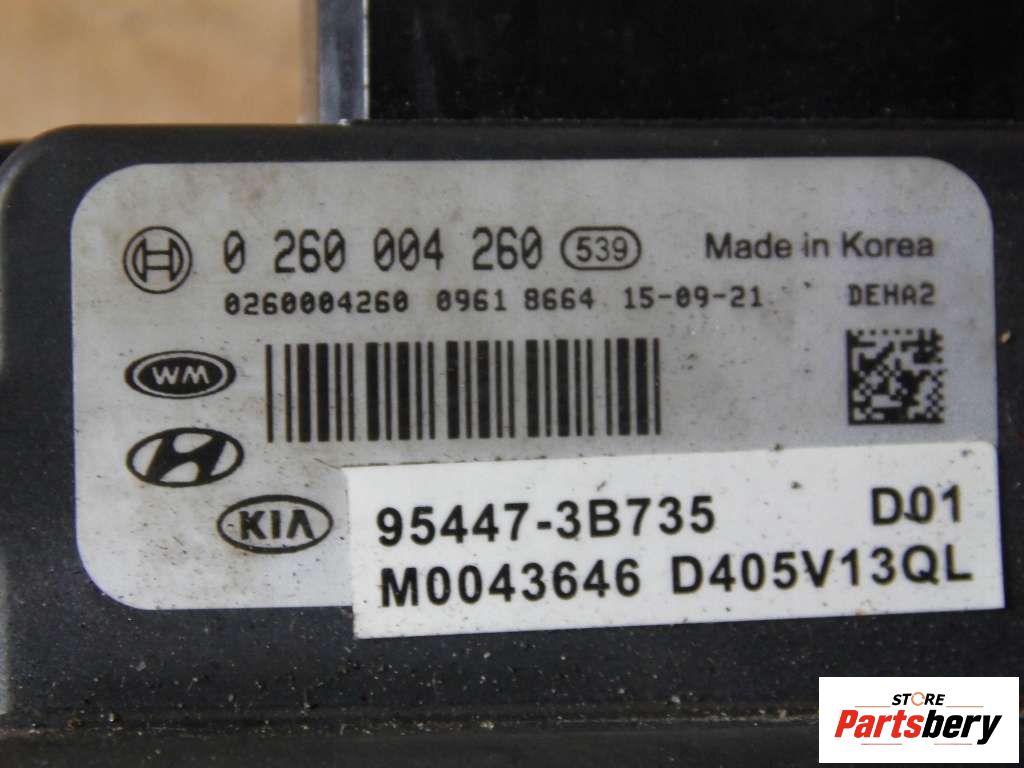 0 260 004 260 539 Made in Korea
0260004260 0961 8664 15-09-21 DEHA2
WM
KIA
95447-3B735 D01
M0043646 D405V13QL
STORE
Partsbery